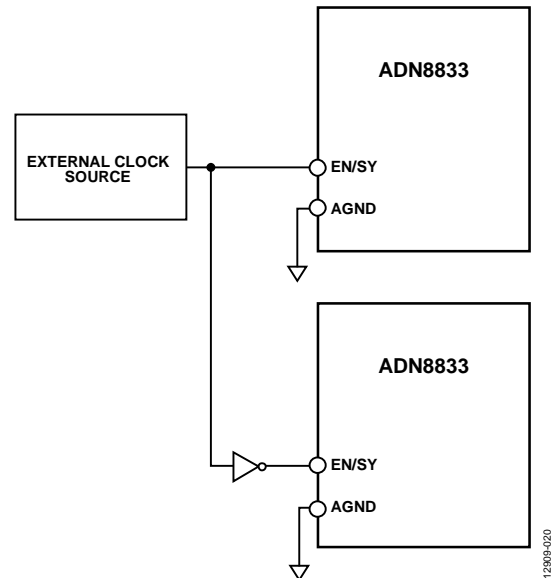 ADN8833
EXTERNAL CLOCK
SOURCE
EN/SY
AGND
ADN8833
EN/SY
AGND
12909-020